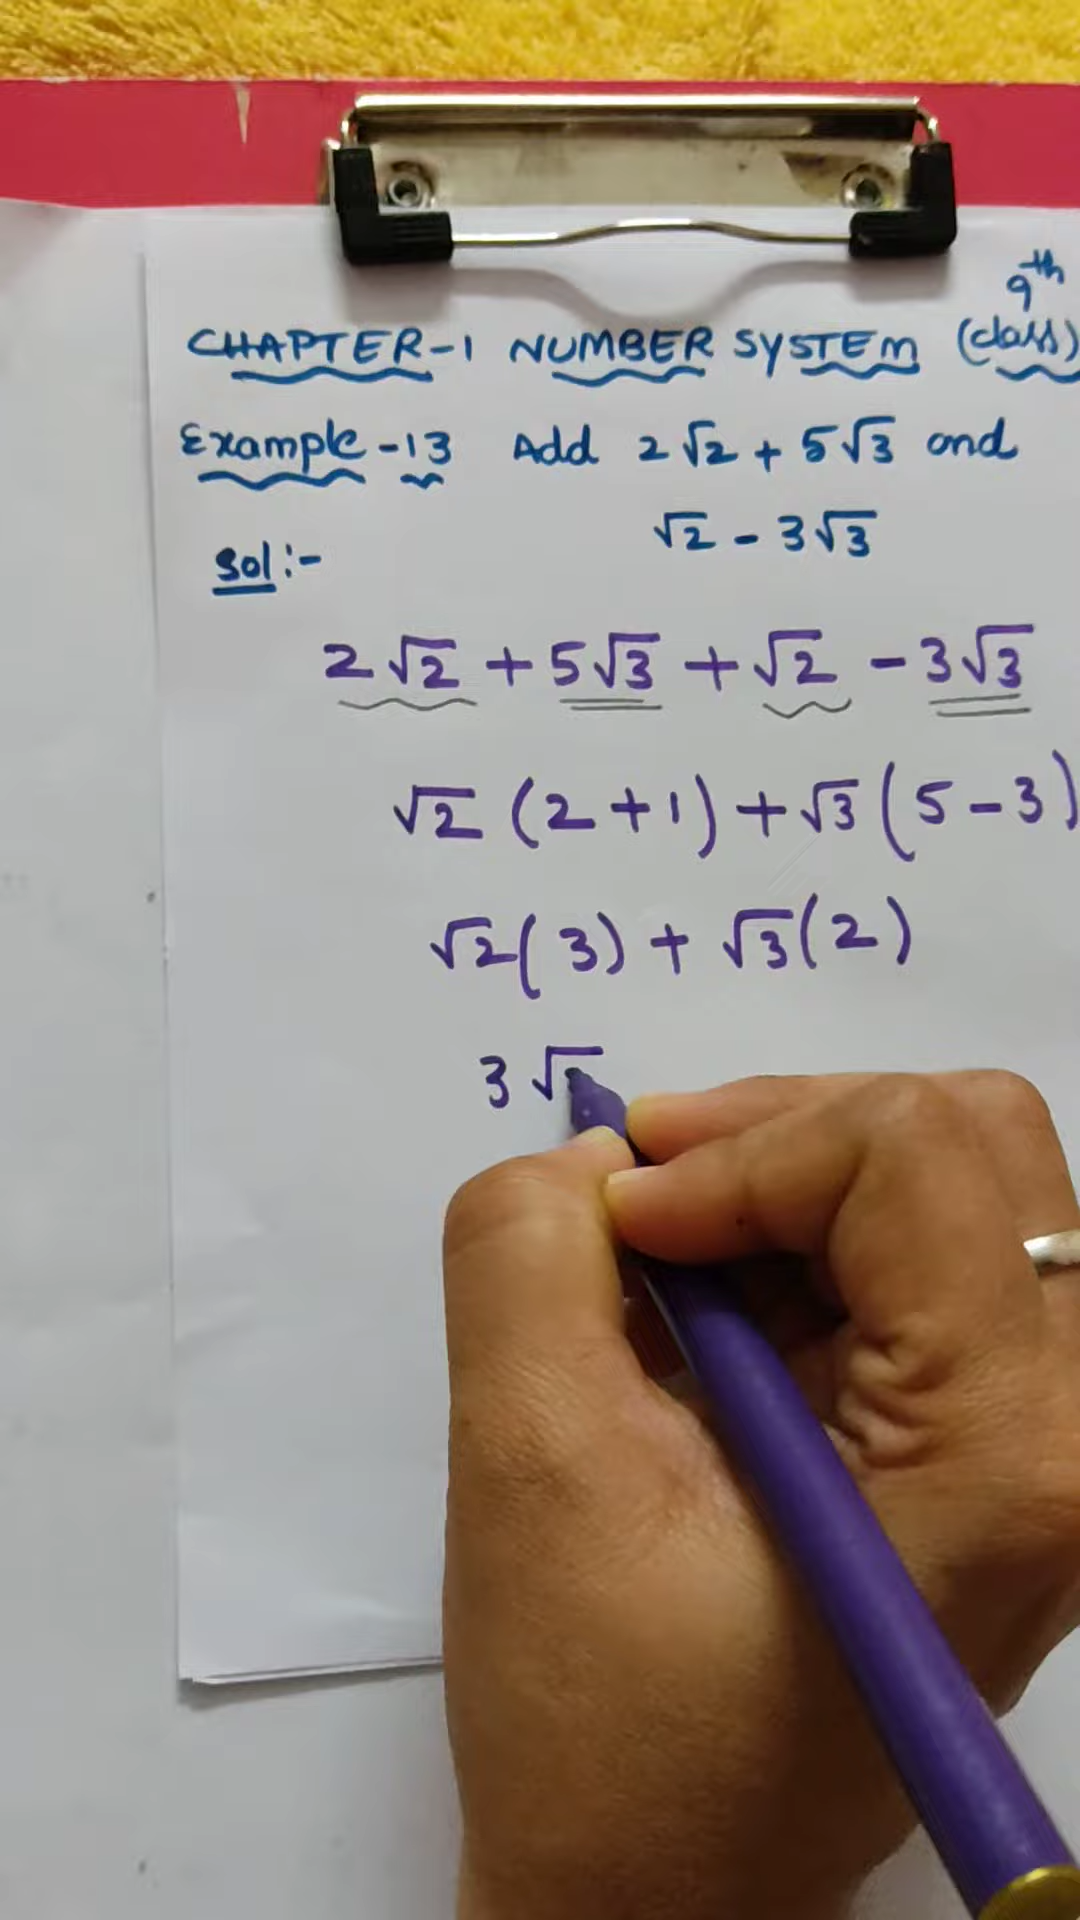 9th
CHAPTER-1 NUMBER SYSTEM (class)
Example-13 Add 2√2 + 5√3 and
√2 - 3√3
Sol:-
2√2 + 5√3 + √2 - 3√3
√2 (2+1) + √3 (5-3)
√2(3) + √3(2)
3√